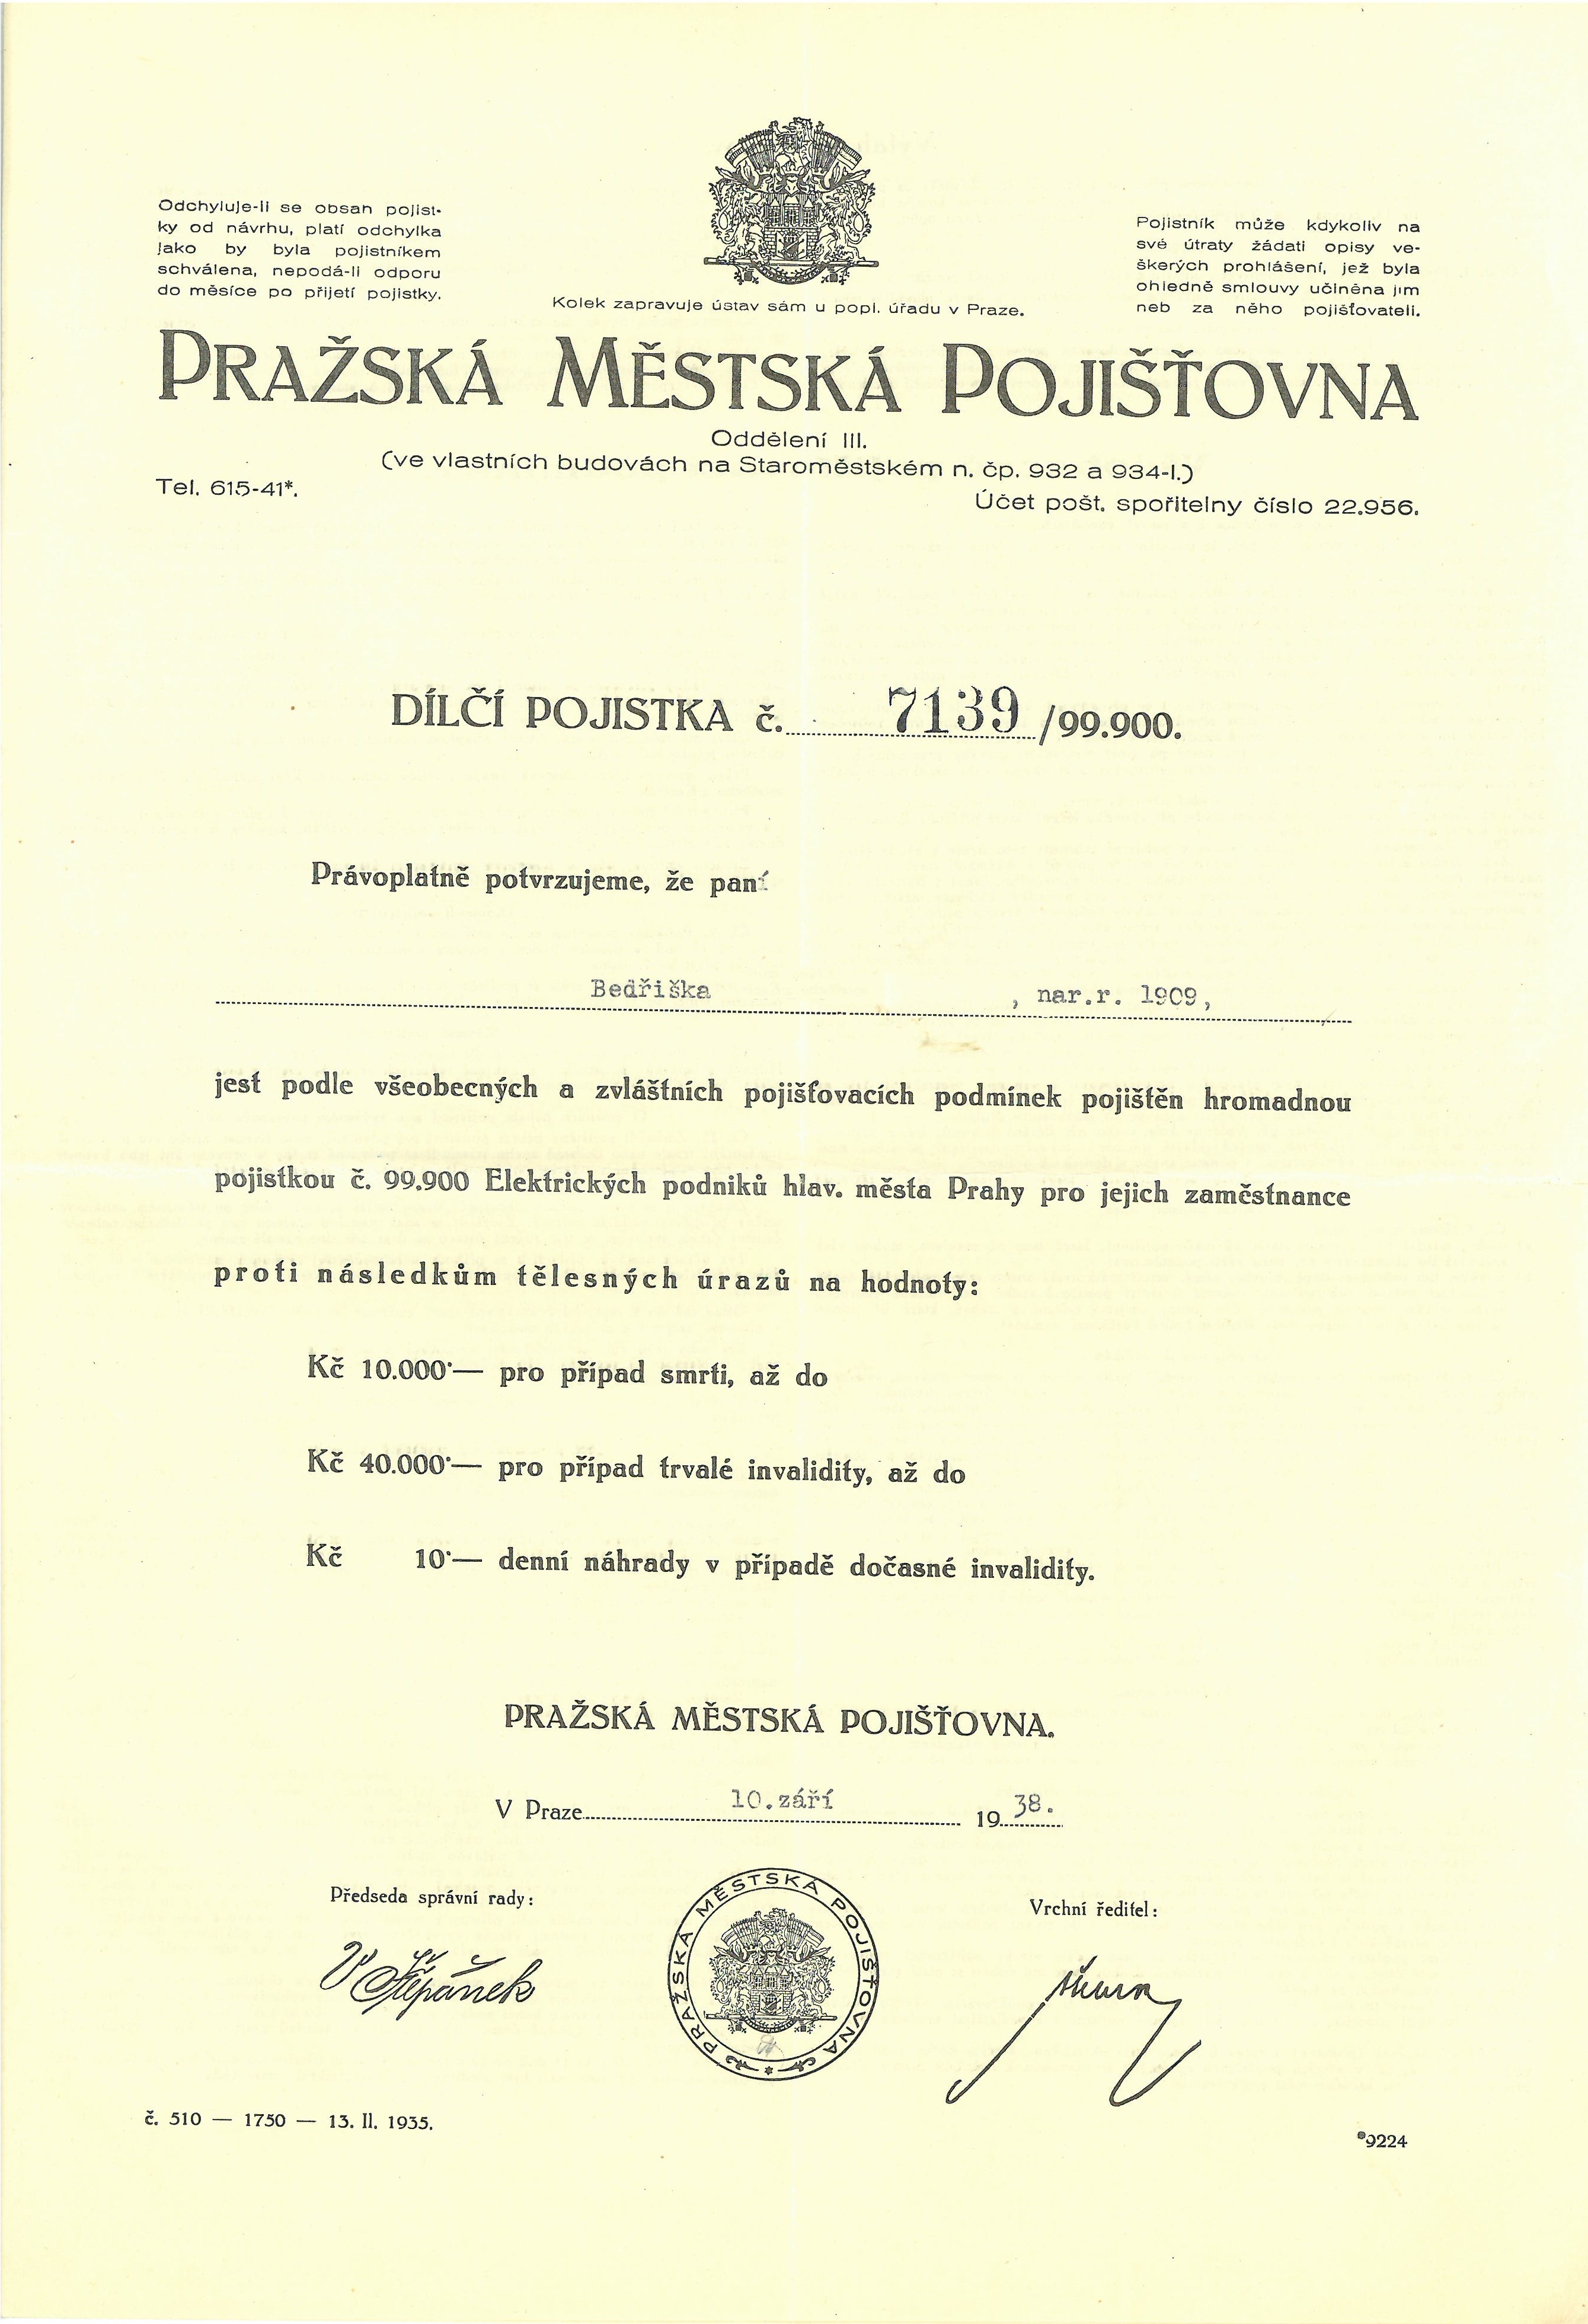 Odchyluje-li se obsah pojist-
ky od návrhu, platí odchylka
jako by byla pojistníkem
schválena, nepodá-li odporu
do měsíce po přijetí pojistky.
Kolek zapravuje ústav sám u popl. úřadu v Praze.
Pojistník může kdykoliv na
své útraty žádati opisy ve-
škerých prohlášení, jež byla
ohledně smlouvy učiněna jim
neb za něho pojišťovateli.
PRAŽSKÁ MĚSTSKÁ POJIŠŤOVNA
Oddělení III.
(ve vlastních budovách na Staroměstském n. čp. 932 a 934-I.)
Tel. 615-41*.
Účet pošt. spořitelny číslo 22.956.
DÍLČÍ POJISTKA č. 7139 /99.900.
Právoplatně potvrzujeme, že paní
Bedřiška , nar.r. 1909,
jest podle všeobecných a zvláštních pojišťovacích podmínek pojištěn hromadnou
pojistkou č. 99.900 Elektrických podniků hlav. města Prahy pro jejich zaměstnance
proti následkům tělesných úrazů na hodnoty:
Kč 10.000·— pro případ smrti, až do
Kč 40.000·— pro případ trvalé invalidity, až do
Kč 10·— denní náhrady v případě dočasné invalidity.
PRAŽSKÁ MĚSTSKÁ POJIŠŤOVNA.
V Praze 10.září 1938.
Předseda správní rady:
Vrchní ředitel:
V Štěpánek
PRAŽSKÁ MĚSTSKÁ POJIŠŤOVNA
č. 510 — 1750 — 13. II. 1935.
*9224